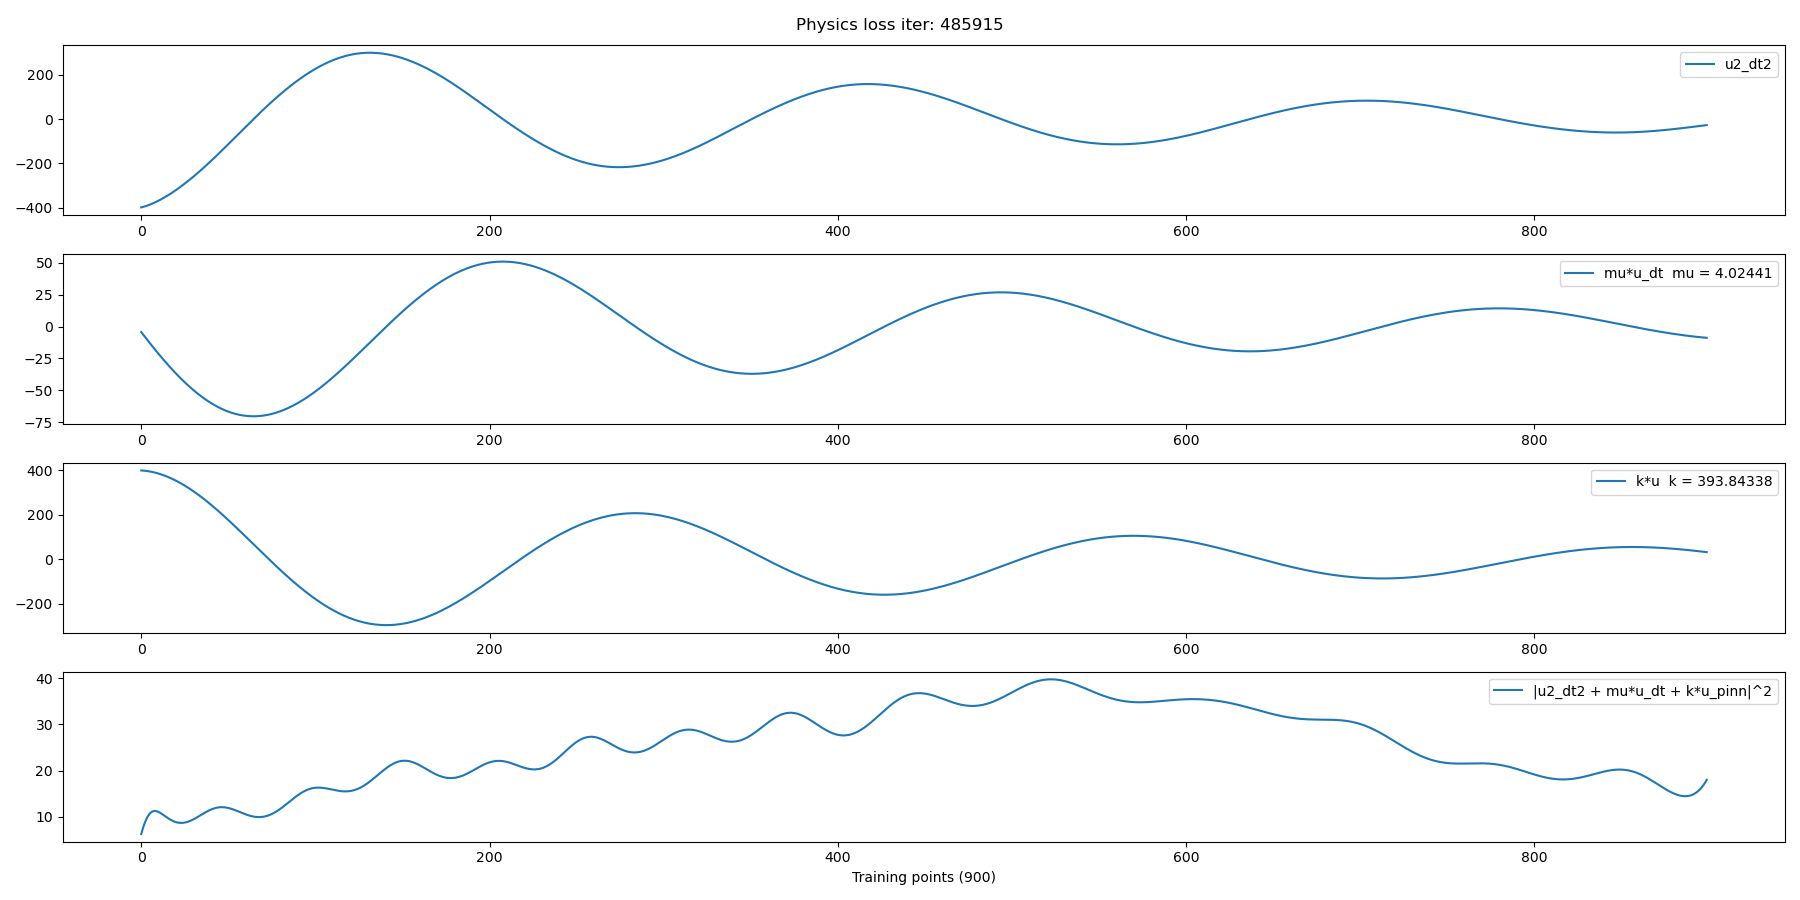 Physics loss iter: 485915
u2_dt2
200
0
−200
−400
0 200 400 600 800
mu*u_dt  mu = 4.02441
50
25
0
−25
−50
−75
0 200 400 600 800
k*u  k = 393.84338
400
200
0
−200
0 200 400 600 800
|u2_dt2 + mu*u_dt + k*u_pinn|^2
40
30
20
10
0 200 400 600 800
Training points (900)